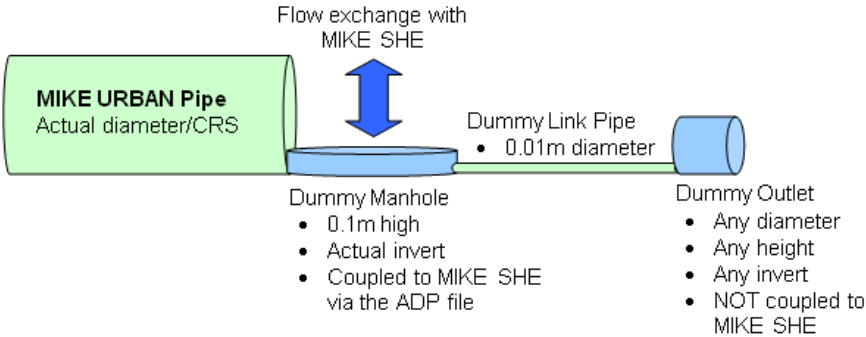 Flow exchange with
MIKE SHE
MIKE URBAN Pipe
Actual diameter/CRS
Dummy Link Pipe
• 0.01m diameter
Dummy Manhole
• 0.1m high
• Actual invert
• Coupled to MIKE SHE
via the ADP file
Dummy Outlet
• Any diameter
• Any height
• Any invert
• NOT coupled to
MIKE SHE